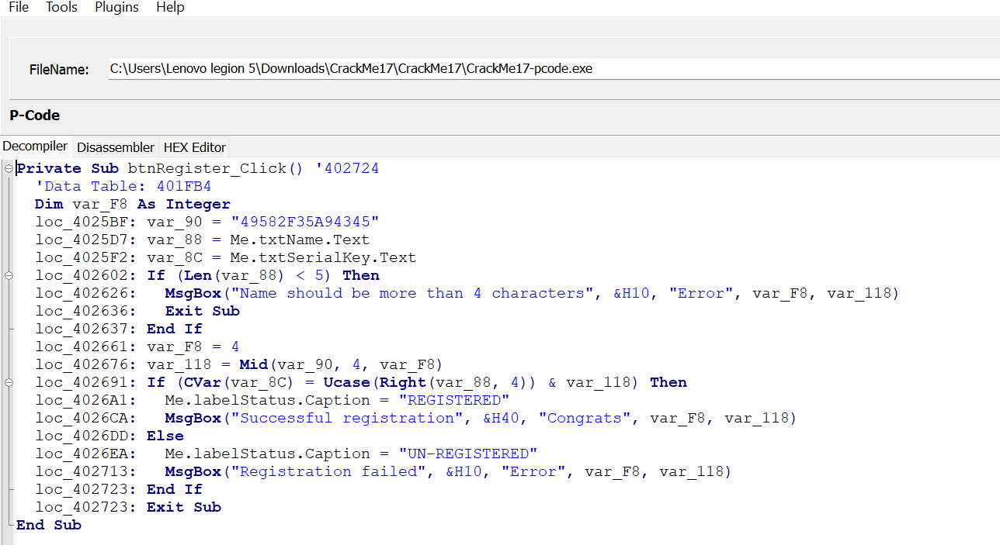 File Tools Plugins Help
FileName: C:\Users\Lenovo legion 5\Downloads\CrackMe17\CrackMe17\CrackMe17-pcode.exe
P-Code
Decompiler Disassembler HEX Editor
Private Sub btnRegister_Click() '402724
'Data Table: 401FB4
Dim var_F8 As Integer
loc_4025BF: var_90 = "49582F35A94345"
loc_4025D7: var_88 = Me.txtName.Text
loc_4025F2: var_8C = Me.txtSerialKey.Text
loc_402602: If (Len(var_88) < 5) Then
loc_402626: MsgBox("Name should be more than 4 characters", &H10, "Error", var_F8, var_118)
loc_402636: Exit Sub
loc_402637: End If
loc_402661: var_F8 = 4
loc_402676: var_118 = Mid(var_90, 4, var_F8)
loc_402691: If (CVar(var_8C) = Ucase(Right(var_88, 4)) & var_118) Then
loc_4026A1: Me.labelStatus.Caption = "REGISTERED"
loc_4026CA: MsgBox("Successful registration", &H40, "Congrats", var_F8, var_118)
loc_4026DD: Else
loc_4026EA: Me.labelStatus.Caption = "UN-REGISTERED"
loc_402713: MsgBox("Registration failed", &H10, "Error", var_F8, var_118)
loc_402723: End If
loc_402723: Exit Sub
End Sub